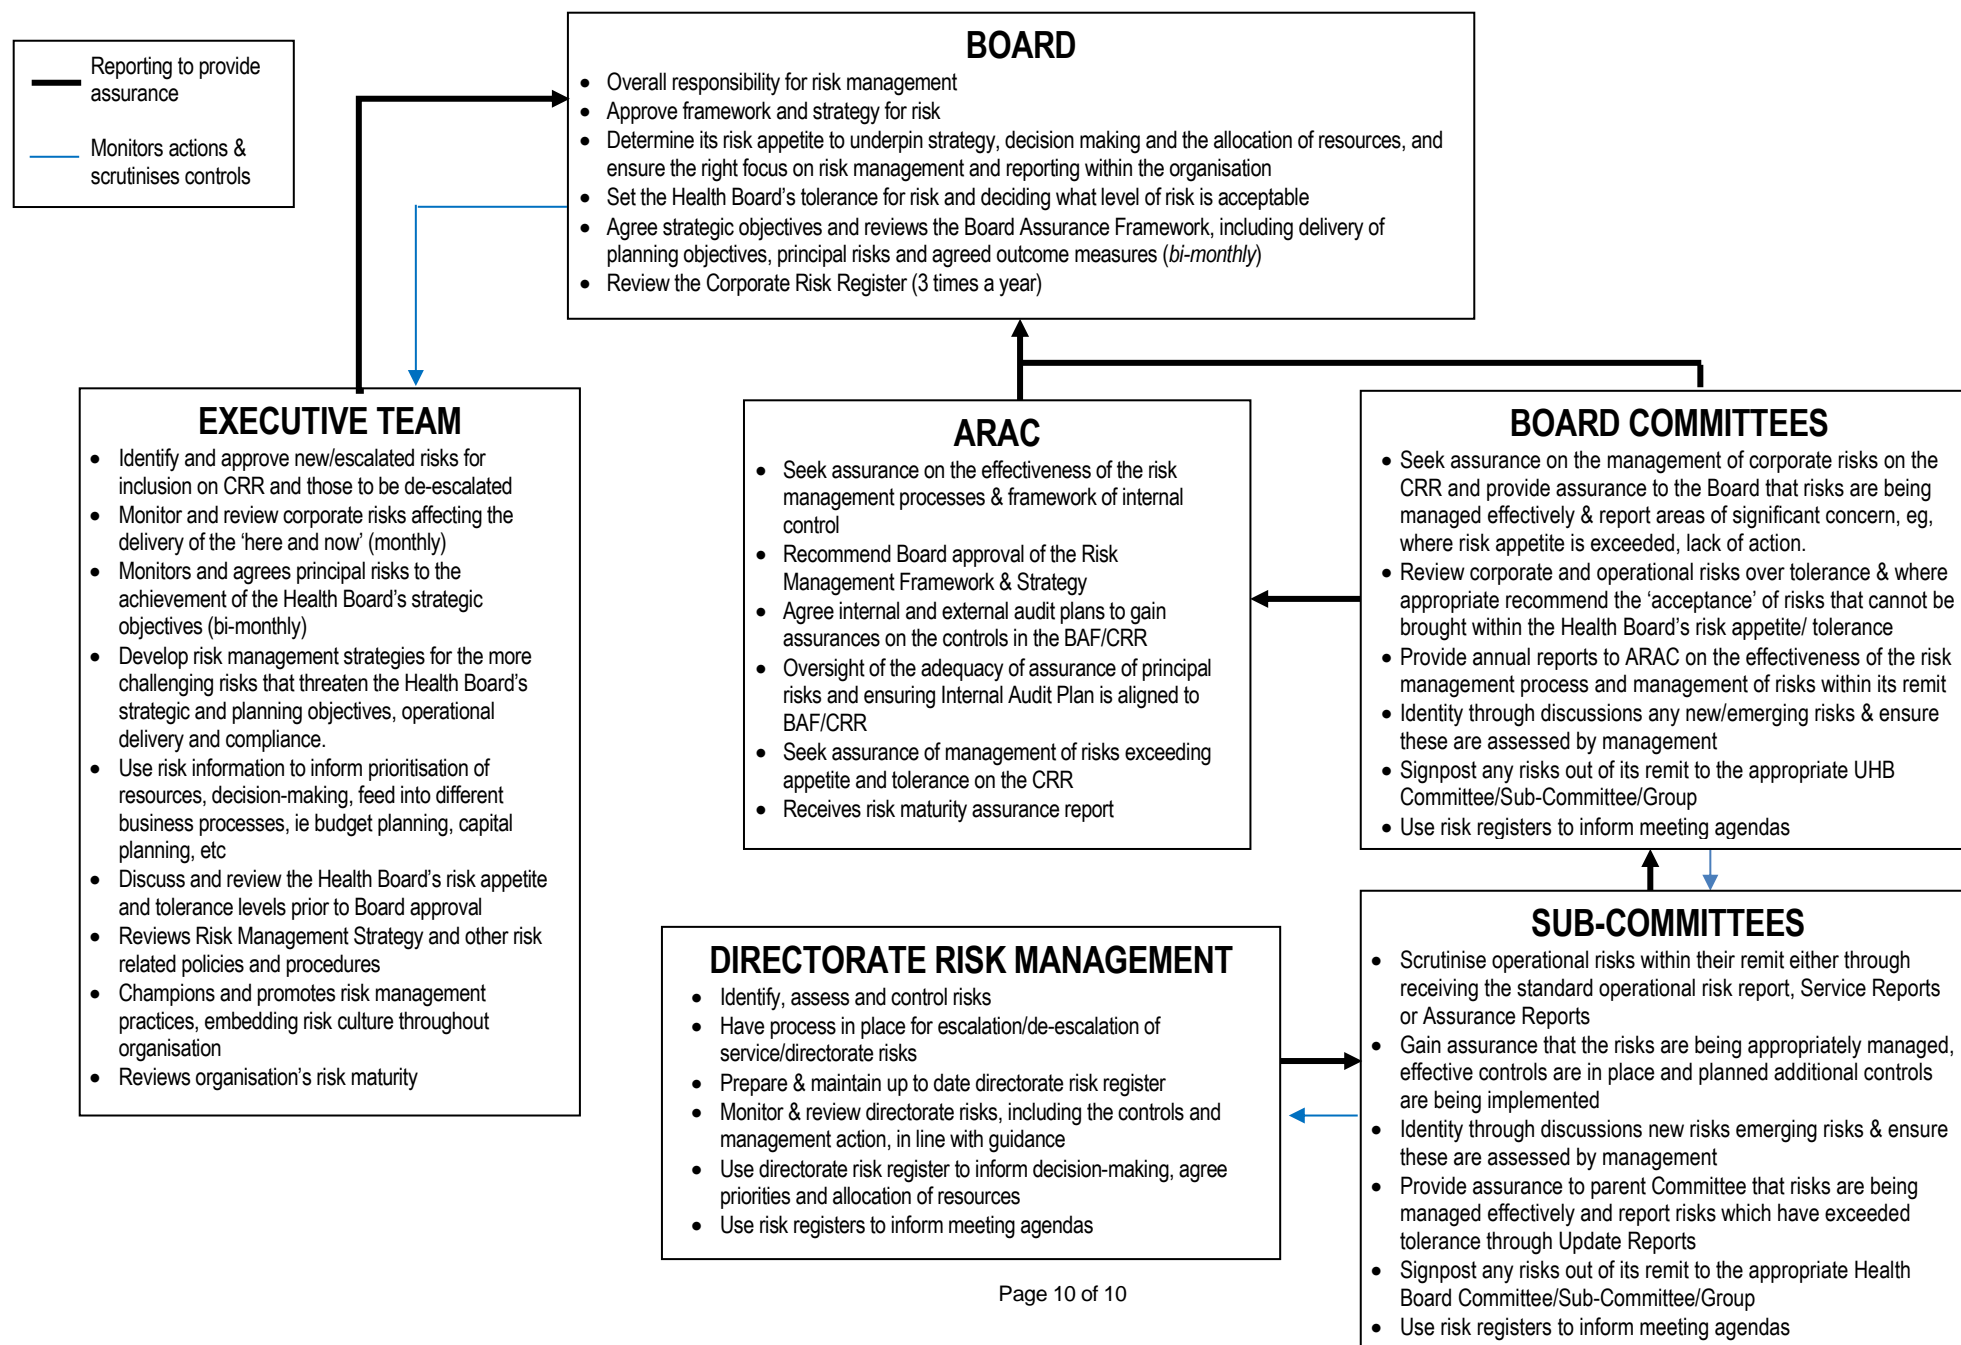 Reporting to provide
assurance
Monitors actions &
scrutinises controls
BOARD
• Overall responsibility for risk management
• Approve framework and strategy for risk
• Determine its risk appetite to underpin strategy, decision making and the allocation of resources, and
ensure the right focus on risk management and reporting within the organisation
• Set the Health Board's tolerance for risk and deciding what level of risk is acceptable
• Agree strategic objectives and reviews the Board Assurance Framework, including delivery of
planning objectives, principal risks and agreed outcome measures (bi-monthly)
• Review the Corporate Risk Register (3 times a year)
EXECUTIVE TEAM
• Identify and approve new/escalated risks for
inclusion on CRR and those to be de-escalated
• Monitor and review corporate risks affecting the
delivery of the 'here and now' (monthly)
• Monitors and agrees principal risks to the
achievement of the Health Board's strategic
objectives (bi-monthly)
• Develop risk management strategies for the more
challenging risks that threaten the Health Board's
strategic and planning objectives, operational
delivery and compliance.
• Use risk information to inform prioritisation of
resources, decision-making, feed into different
business processes, ie budget planning, capital
planning, etc
• Discuss and review the Health Board's risk appetite
and tolerance levels prior to Board approval
• Reviews Risk Management Strategy and other risk
related policies and procedures
• Champions and promotes risk management
practices, embedding risk culture throughout
organisation
• Reviews organisation's risk maturity
ARAC
• Seek assurance on the effectiveness of the risk
management processes & framework of internal
control
• Recommend Board approval of the Risk
Management Framework & Strategy
• Agree internal and external audit plans to gain
assurances on the controls in the BAF/CRR
• Oversight of the adequacy of assurance of principal
risks and ensuring Internal Audit Plan is aligned to
BAF/CRR
• Seek assurance of management of risks exceeding
appetite and tolerance on the CRR
• Receives risk maturity assurance report
BOARD COMMITTEES
• Seek assurance on the management of corporate risks on the
CRR and provide assurance to the Board that risks are being
managed effectively & report areas of significant concern, eg,
where risk appetite is exceeded, lack of action.
• Review corporate and operational risks over tolerance & where
appropriate recommend the 'acceptance' of risks that cannot be
brought within the Health Board's risk appetite/ tolerance
• Provide annual reports to ARAC on the effectiveness of the risk
management process and management of risks within its remit
• Identity through discussions any new/emerging risks & ensure
these are assessed by management
• Signpost any risks out of its remit to the appropriate UHB
Committee/Sub-Committee/Group
• Use risk registers to inform meeting agendas
DIRECTORATE RISK MANAGEMENT
• Identify, assess and control risks
• Have process in place for escalation/de-escalation of
service/directorate risks
• Prepare & maintain up to date directorate risk register
• Monitor & review directorate risks, including the controls and
management action, in line with guidance
• Use directorate risk register to inform decision-making, agree
priorities and allocation of resources
• Use risk registers to inform meeting agendas
SUB-COMMITTEES
• Scrutinise operational risks within their remit either through
receiving the standard operational risk report, Service Reports
or Assurance Reports
• Gain assurance that the risks are being appropriately managed,
effective controls are in place and planned additional controls
are being implemented
• Identity through discussions new risks emerging risks & ensure
these are assessed by management
• Provide assurance to parent Committee that risks are being
managed effectively and report risks which have exceeded
tolerance through Update Reports
• Signpost any risks out of its remit to the appropriate Health
Board Committee/Sub-Committee/Group
• Use risk registers to inform meeting agendas
Page 10 of 10